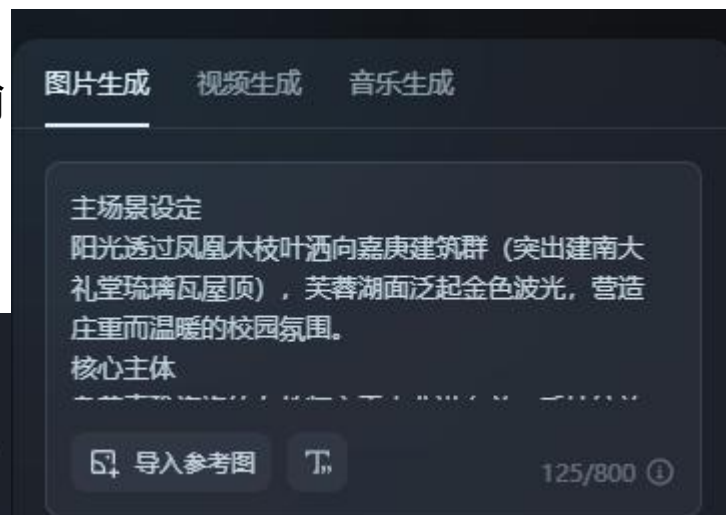 图片生成 视频生成 音乐生成
主场景设定
阳光透过凤凰木枝叶洒向嘉庚建筑群（突出建南大
礼堂琉璃瓦屋顶），芙蓉湖面泛起金色波光，营造
庄重而温暖的校园氛围。
核心主体
导入参考图 T
125/800